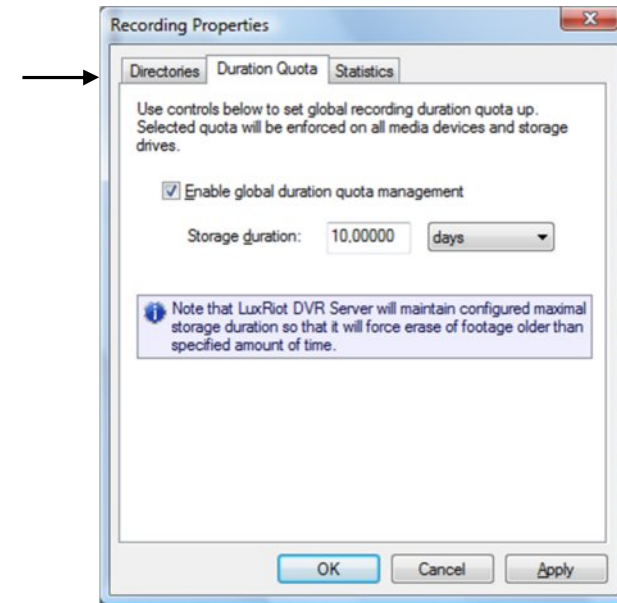 Recording Properties
Directories Duration Quota Statistics
Use controls below to set global recording duration quota up.
Selected quota will be enforced on all media devices and storage
drives.
Enable global duration quota management
Storage duration: 10,00000 days
Note that LuxRiot DVR Server will maintain configured maximal
storage duration so that it will force erase of footage older than
specified amount of time.
OK Cancel Apply